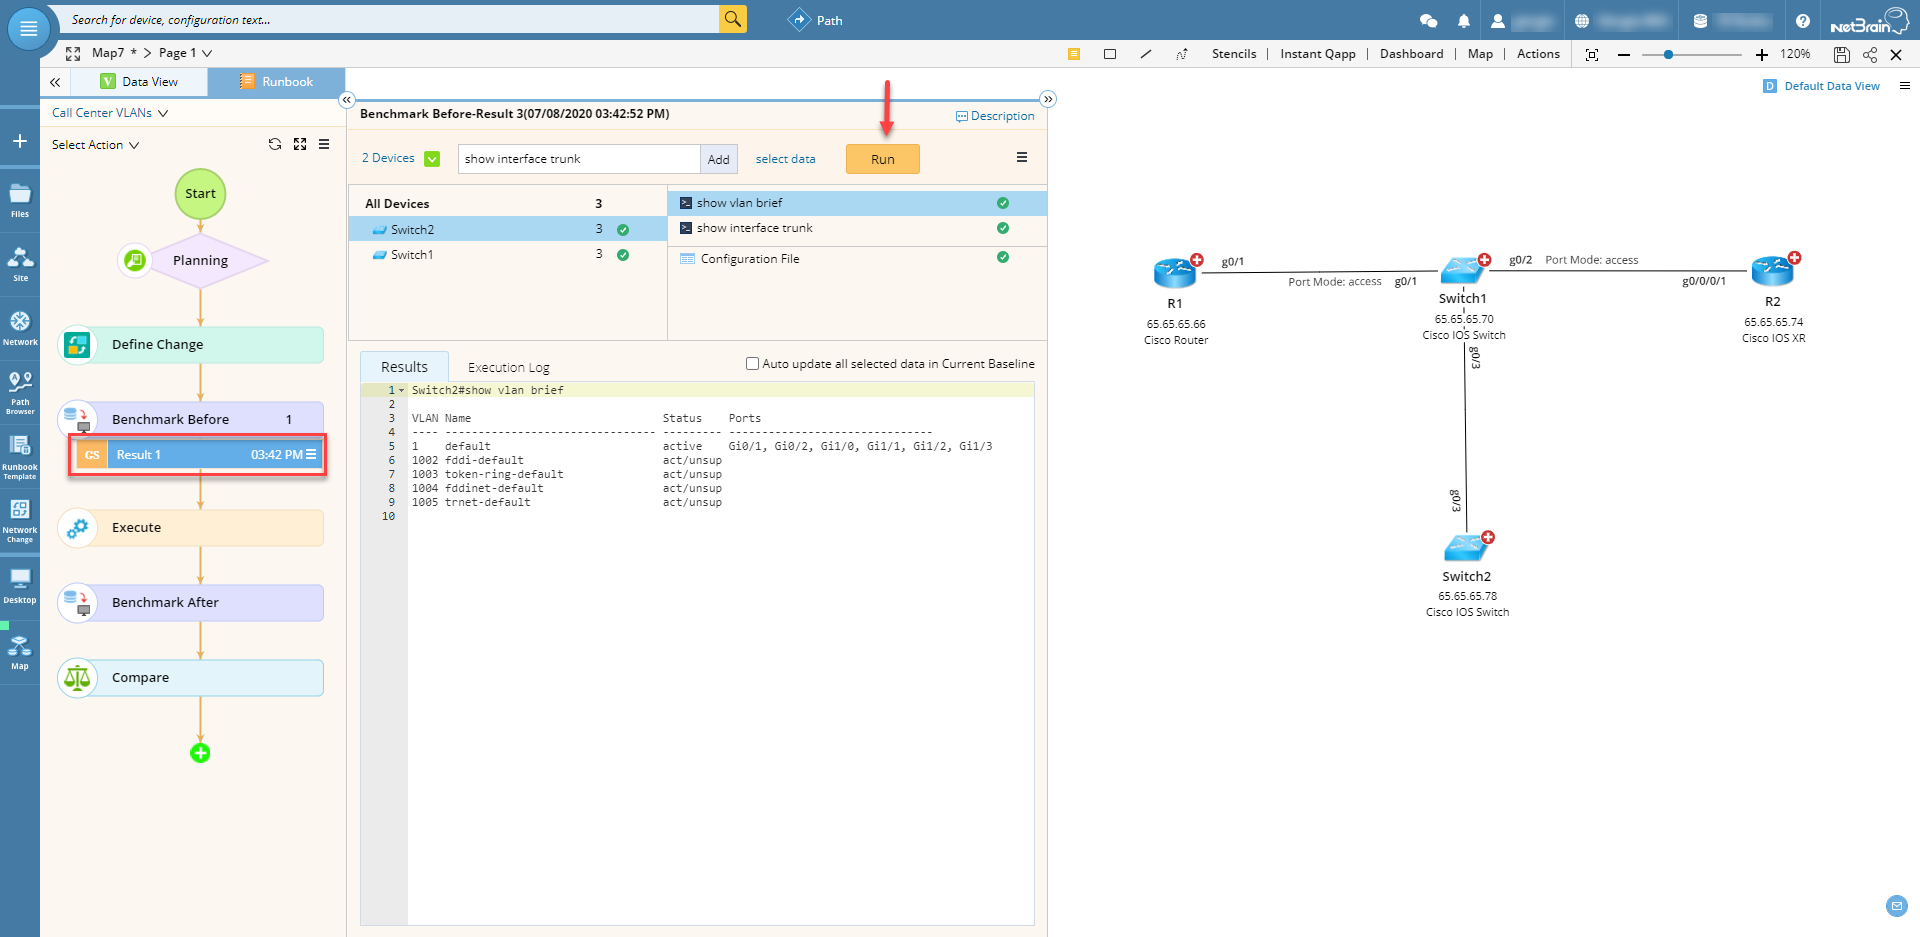 Search for device, configuration text...
Path
NetBrain
Map7 * > Page 1
Stencils | Instant Qapp | Dashboard | Map | Actions
120%
Data View
Runbook
D Default Data View
Call Center VLANs
Select Action
Files
Site
Network
Path
Browser
Runbook
Template
Network
Change
Desktop
Map
Start
Planning
Define Change
Benchmark Before 1
GS Result 1 03:42 PM
Execute
Benchmark After
Compare
Benchmark Before-Result 3(07/08/2020 03:42:52 PM)
Description
2 Devices
show interface trunk
Add
select data
Run
All Devices 3
Switch2 3
Switch1 3
show vlan brief
show interface trunk
Configuration File
Results
Execution Log
Auto update all selected data in Current Baseline
1 Switch2#show vlan brief
2
3 VLAN Name Status Ports
4 ---- -------------------------------- --------- -------------------------------
5 1 default active Gi0/1, Gi0/2, Gi1/0, Gi1/1, Gi1/2, Gi1/3
6 1002 fddi-default act/unsup
7 1003 token-ring-default act/unsup
8 1004 fddinet-default act/unsup
9 1005 trnet-default act/unsup
10
g0/1
Port Mode: access g0/1
g0/2 Port Mode: access
g0/0/0/1
R1
65.65.65.66
Cisco Router
Switch1
65.65.65.70
Cisco IOS Switch
R2
65.65.65.74
Cisco IOS XR
g0/3
g0/3
Switch2
65.65.65.78
Cisco IOS Switch